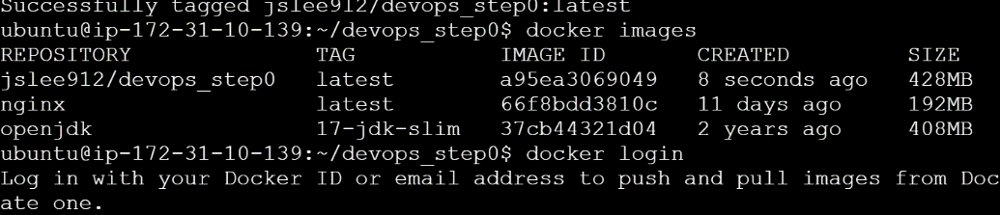 Successfully tagged jslee912/devops_step0:latest
ubuntu@ip-172-31-10-139:~/devops_step0$ docker images
REPOSITORY TAG IMAGE ID CREATED SIZE
jslee912/devops_step0 latest a95ea3069049 8 seconds ago 428MB
nginx latest 66f8bdd3810c 11 days ago 192MB
openjdk 17-jdk-slim 37cb44321d04 2 years ago 408MB
ubuntu@ip-172-31-10-139:~/devops_step0$ docker login
Log in with your Docker ID or email address to push and pull images from Doc
ate one.